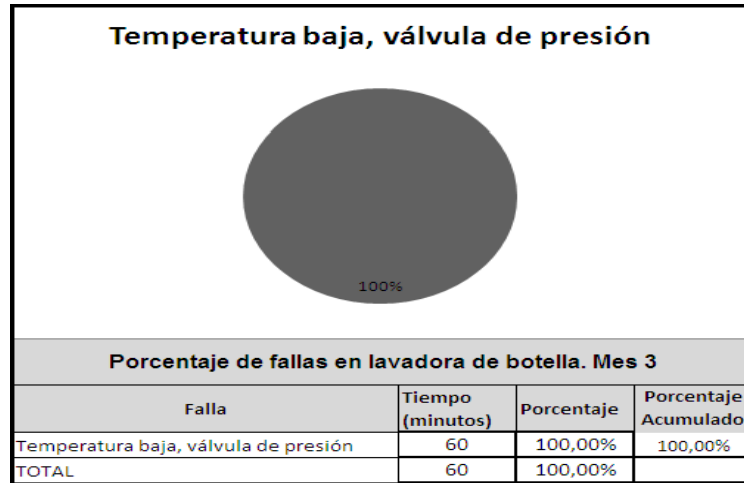 Temperatura baja, válvula de presión
100%
Porcentaje de fallas en lavadora de botella. Mes 3
Falla Tiempo (minutos) Porcentaje Porcentaje Acumulado
Temperatura baja, válvula de presión 60 100,00% 100,00%
TOTAL 60 100,00%